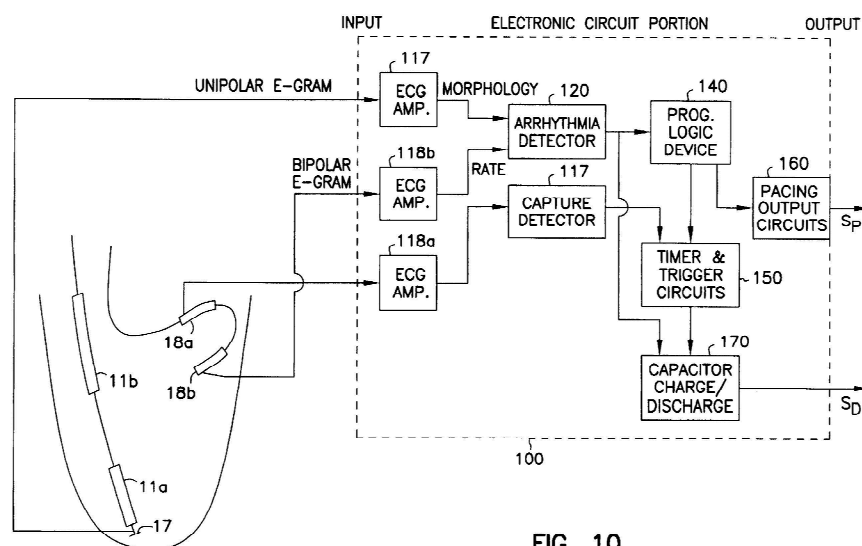 INPUT
ELECTRONIC CIRCUIT PORTION
OUTPUT
117
UNIPOLAR E-GRAM
ECG
AMP.
MORPHOLOGY
120
ARRHYTHMIA
DETECTOR
140
PROG.
LOGIC
DEVICE
BIPOLAR
E-GRAM
118b
ECG
AMP.
RATE
117
CAPTURE
DETECTOR
160
PACING
OUTPUT
CIRCUITS
SP
118a
ECG
AMP.
TIMER &
TRIGGER
CIRCUITS
150
18a
18b
11b
170
CAPACITOR
CHARGE/
DISCHARGE
SD
100
11a
17
FIG. 10